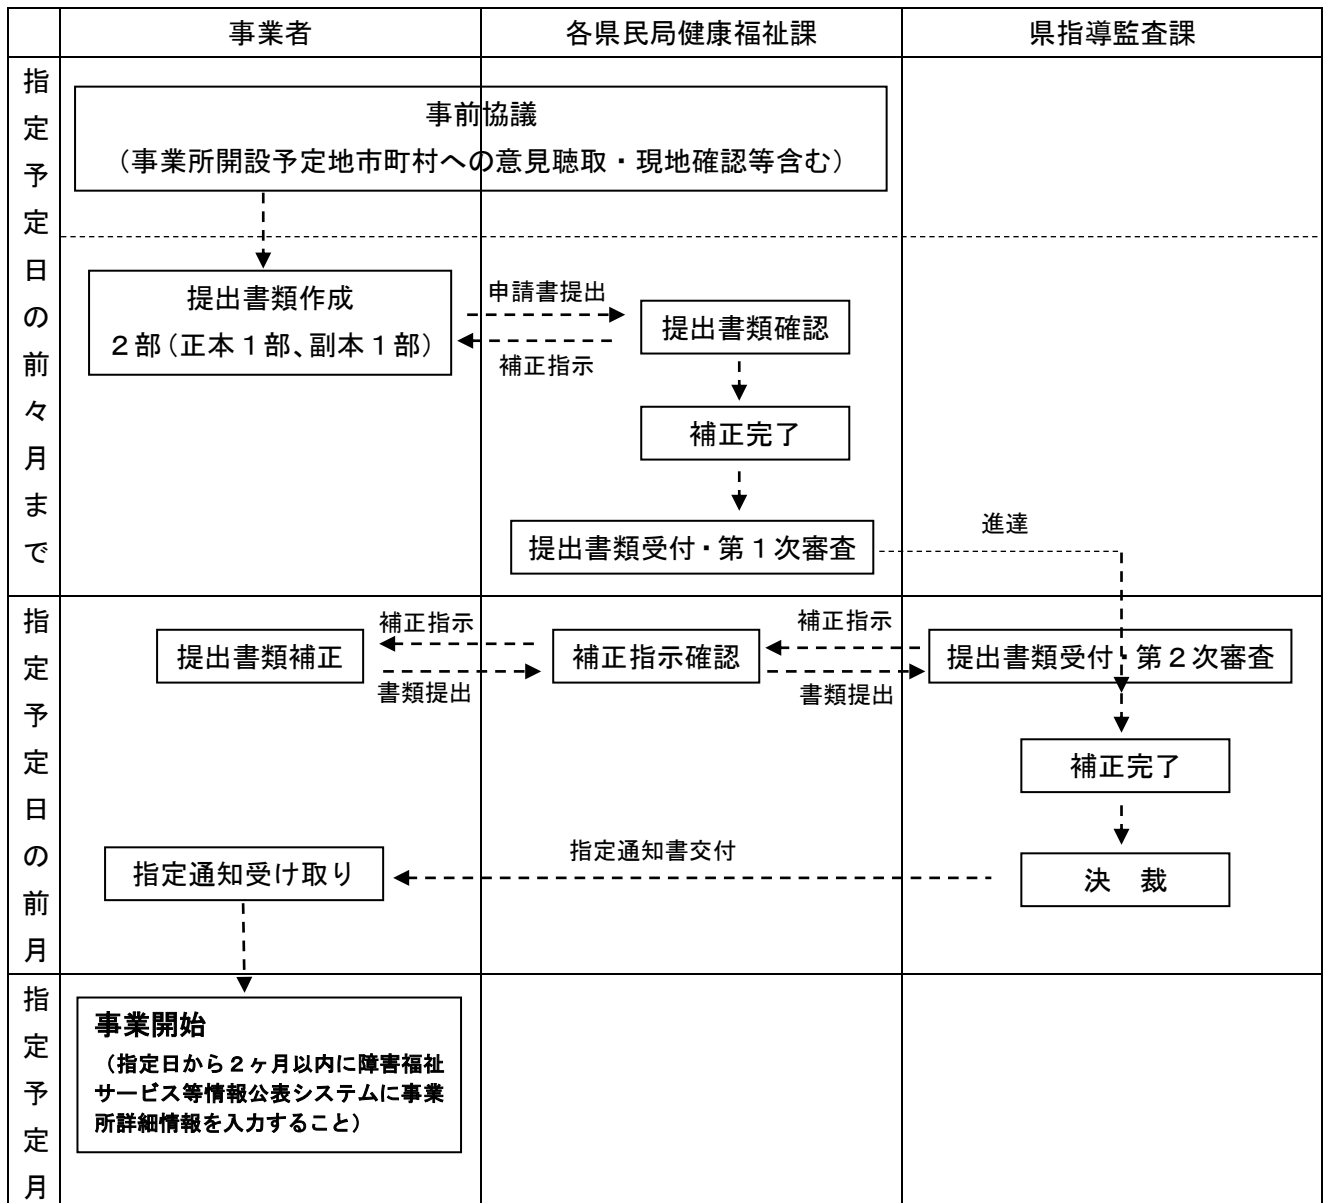 事業者
各県民局健康福祉課
県指導監査課
指定予定日の前々月まで
事前協議
（事業所開設予定地市町村への意見聴取・現地確認等含む）
提出書類作成
２部（正本１部、副本１部）
申請書提出
補正指示
提出書類確認
補正完了
提出書類受付・第１次審査
進達
指定予定日の前月
提出書類補正
補正指示
書類提出
補正指示確認
補正指示
書類提出
提出書類受付・第２次審査
補正完了
決　裁
指定通知書交付
指定通知受け取り
指定予定月
事業開始
（指定日から２ヶ月以内に障害福祉
サービス等情報公表システムに事業
所詳細情報を入力すること）